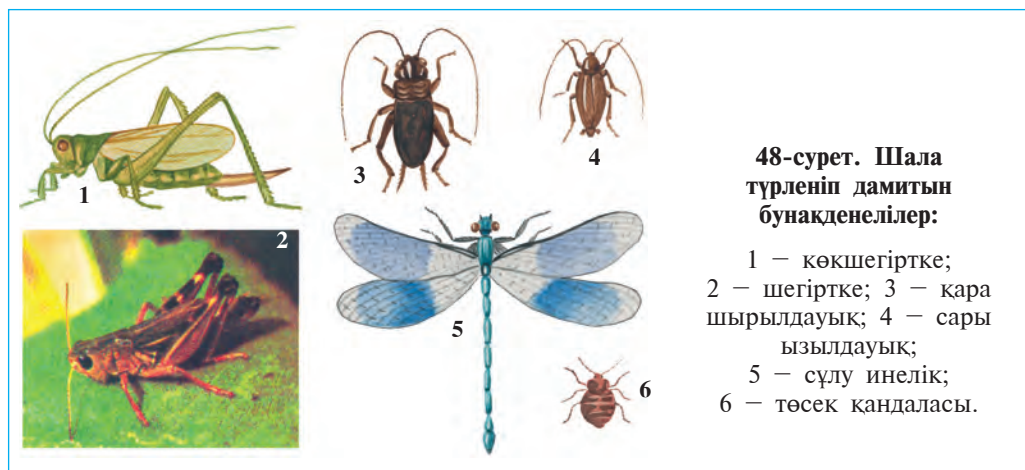 1
2
3
4
5
6
48-сурет. Шала
түрленіп дамитын
бунақденелілер:
1 — көкшегіртке;
2 — шегіртке; 3 — қара
шырылдауық; 4 — сары
ызылдауық;
5 — сұлу инелік;
6 — төсек қандаласы.